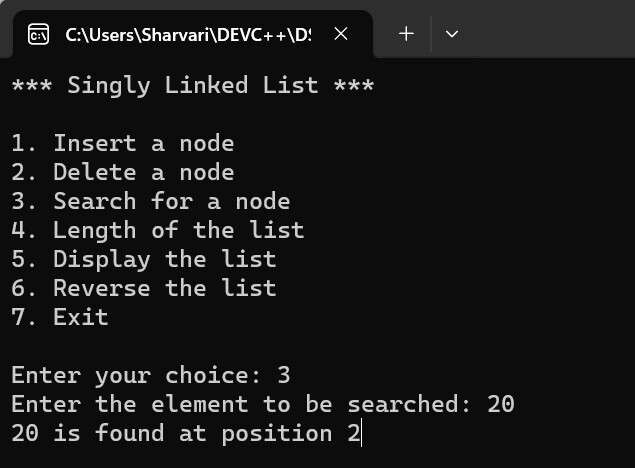 C:\Users\Sharvari\DEVC++\DS
*** Singly Linked List ***
1. Insert a node
2. Delete a node
3. Search for a node
4. Length of the list
5. Display the list
6. Reverse the list
7. Exit
Enter your choice: 3
Enter the element to be searched: 20
20 is found at position 2